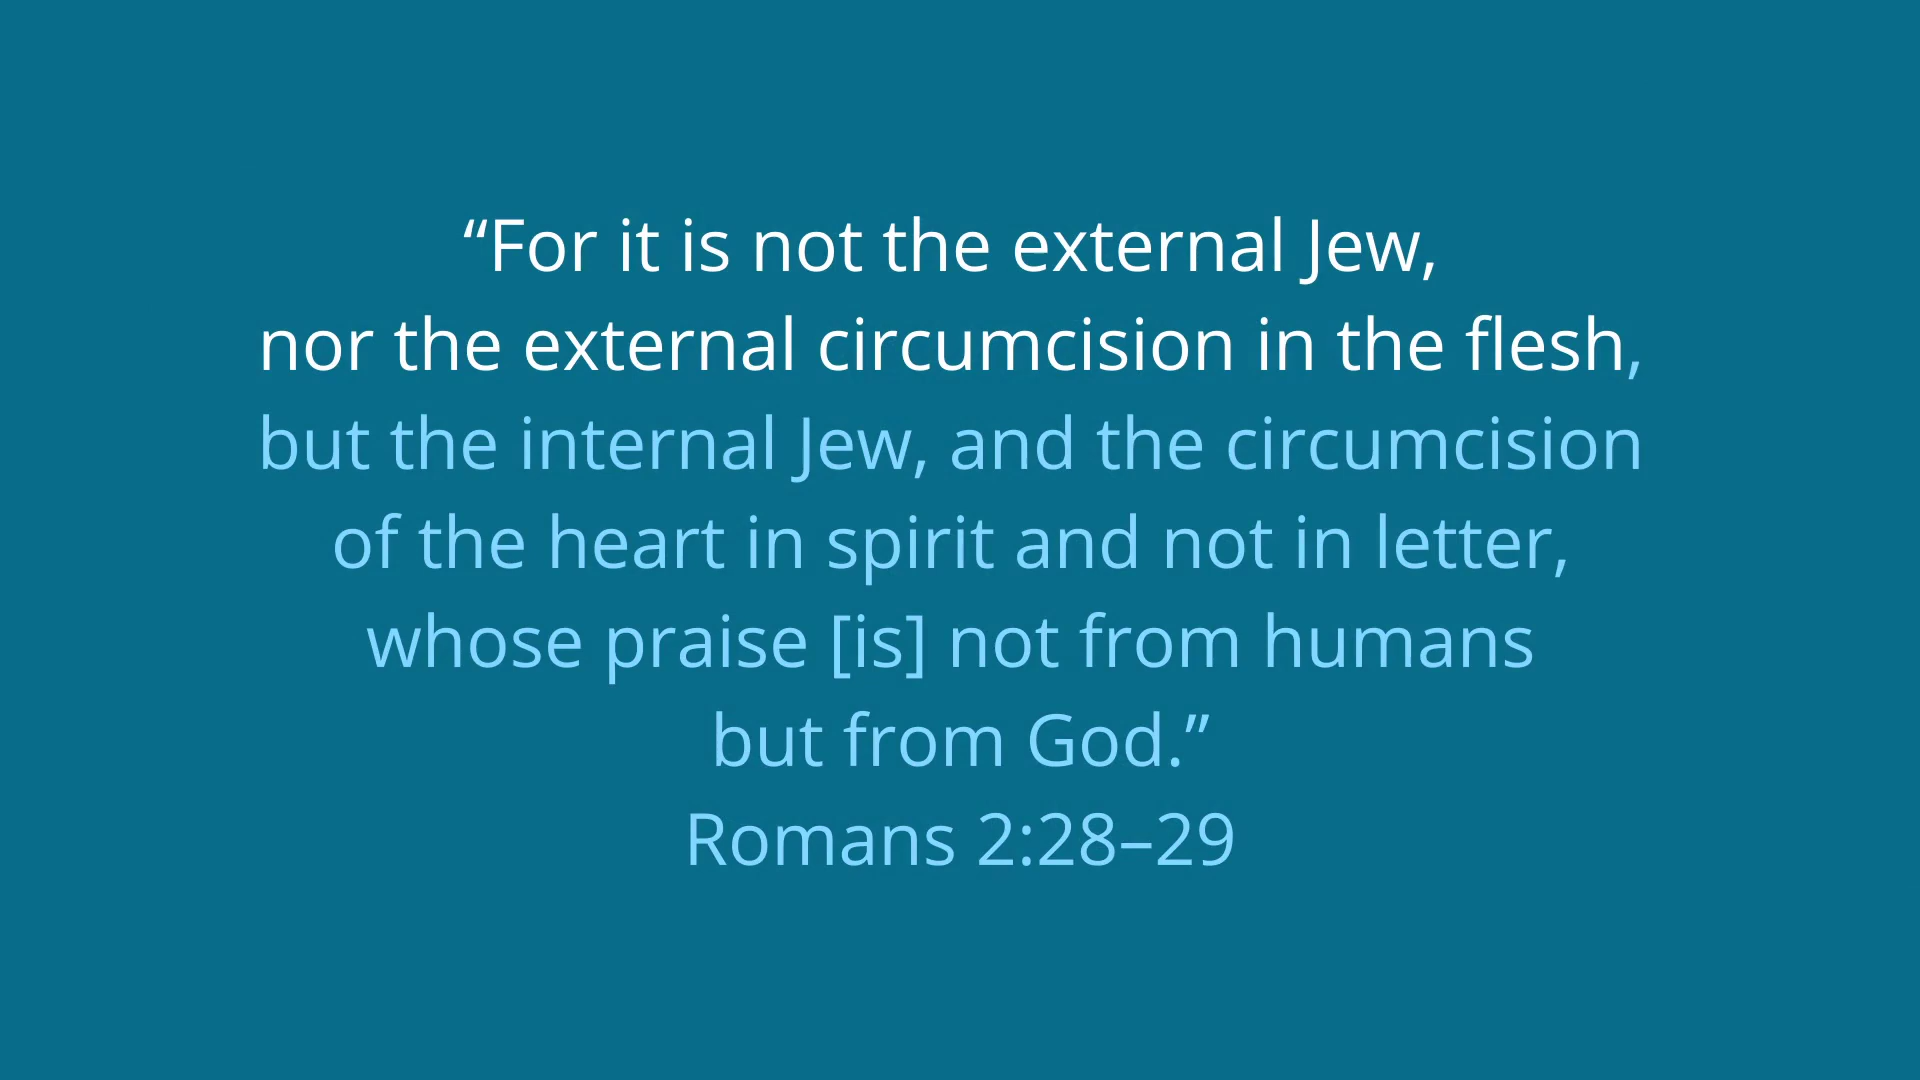 “For it is not the external Jew,
nor the external circumcision in the flesh,
but the internal Jew, and the circumcision
of the heart in spirit and not in letter,
whose praise [is] not from humans
but from God.”
Romans 2:28–29